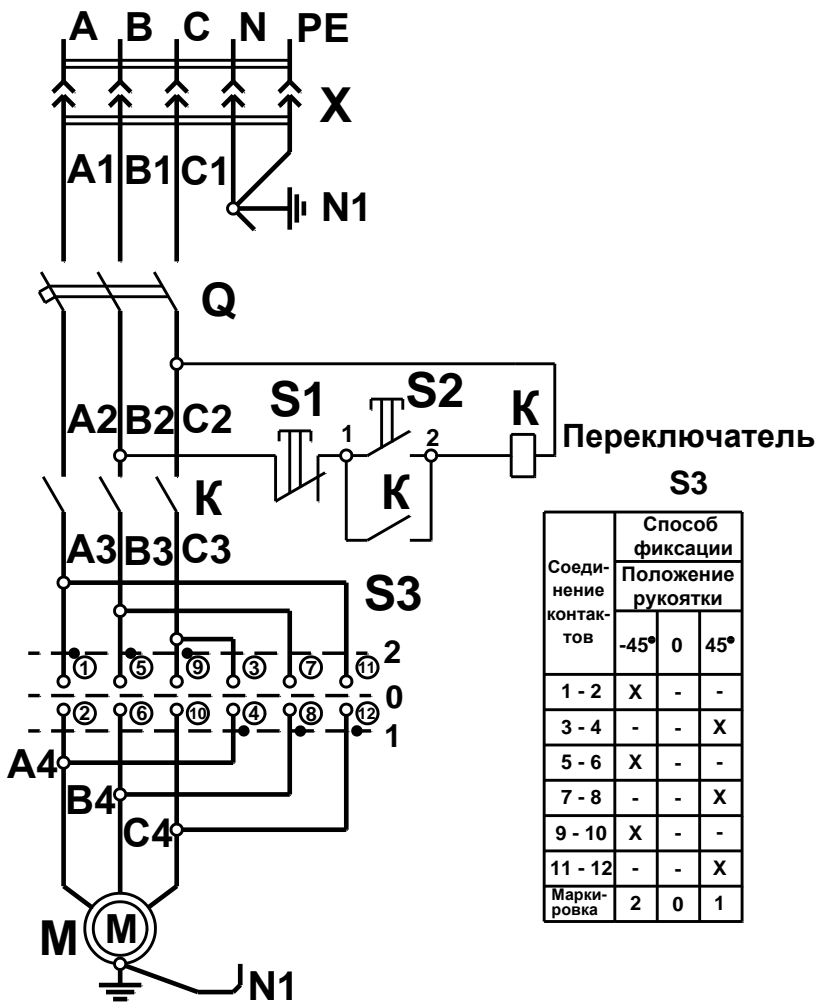 A B C N PE
X
A1 B1 C1
N1
Q
S1 S2 К
A2 B2 C2
1 2
К К
A3 B3 C3
S3
2
1 5 9 3 7 11
0
2 6 10 4 8 12
1
A4
B4
C4
M M
N1
Переключатель
S3
Соеди-
нение
контак-
тов
Способ
фиксации
Положение
рукоятки
-45° 0 45°
1 - 2 X - -
3 - 4 - - X
5 - 6 X - -
7 - 8 - - X
9 - 10 X - -
11 - 12 - - X
Марки-
ровка 2 0 1